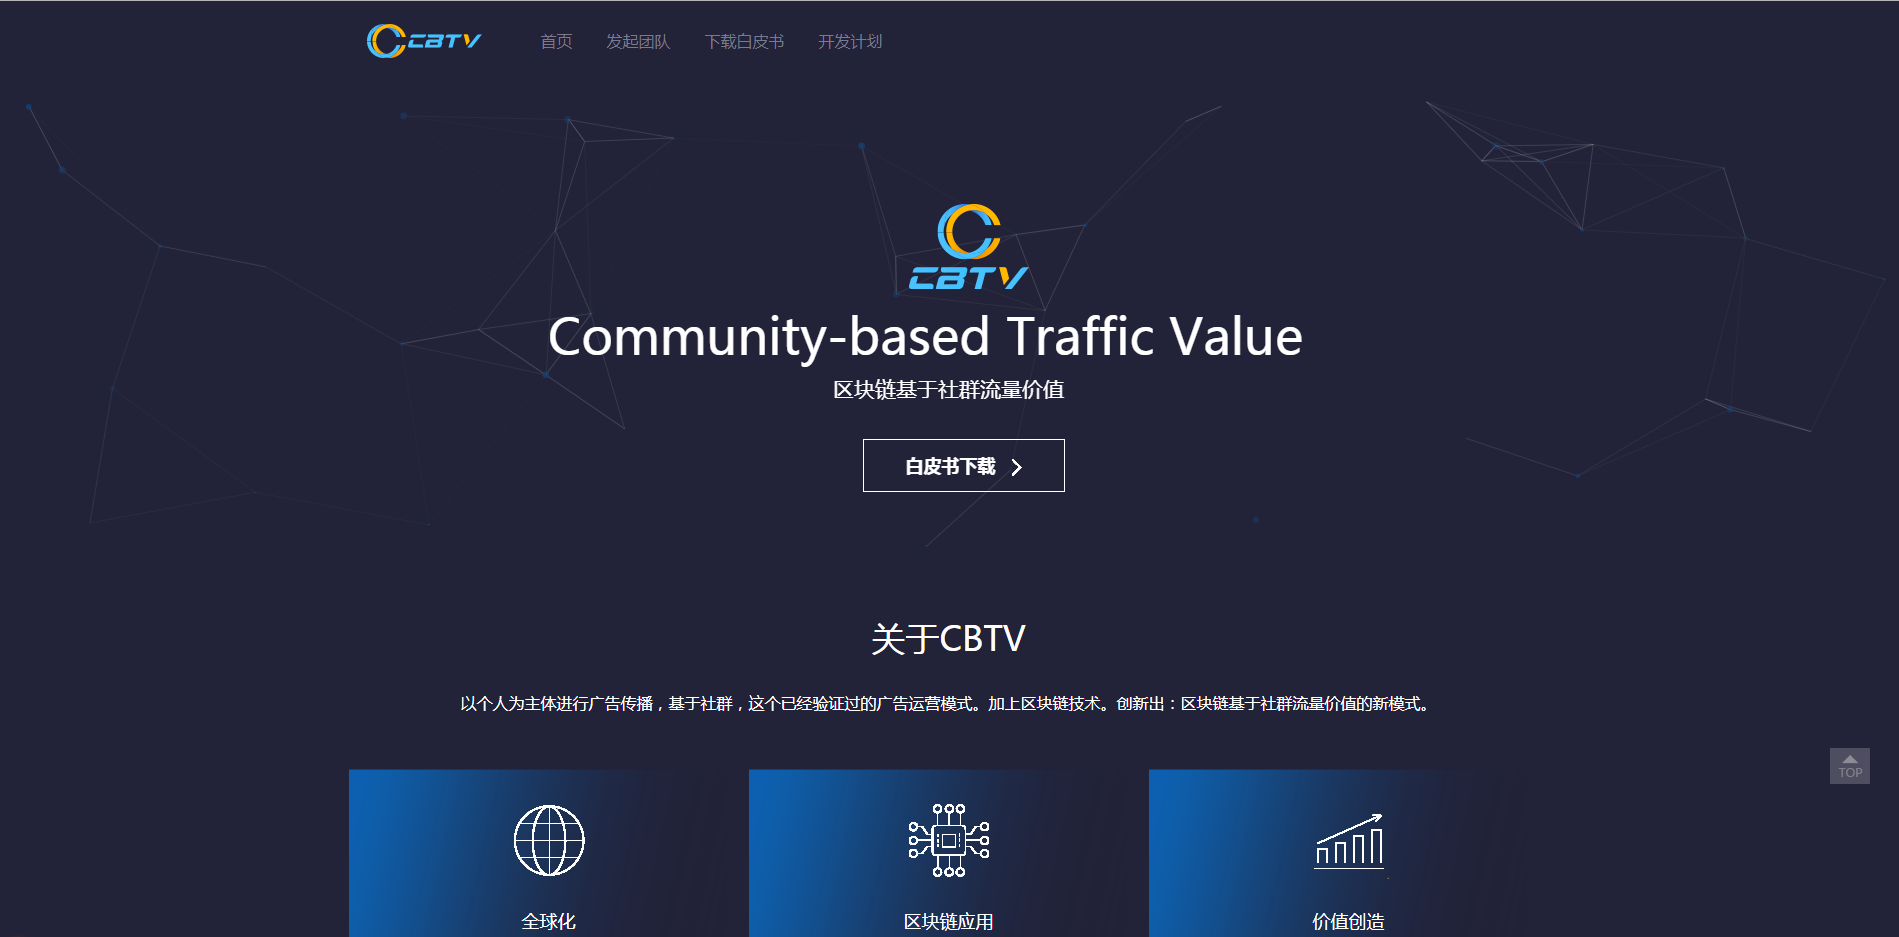 CBTV 首页 发起团队 下载白皮书 开发计划
CBTV
Community-based Traffic Value
区块链基于社群流量价值
白皮书下载
关于CBTV
以个人为主体进行广告传播，基于社群，这个已经验证过的广告运营模式。加上区块链技术。创新出：区块链基于社群流量价值的新模式。
TOP
全球化 区块链应用 价值创造